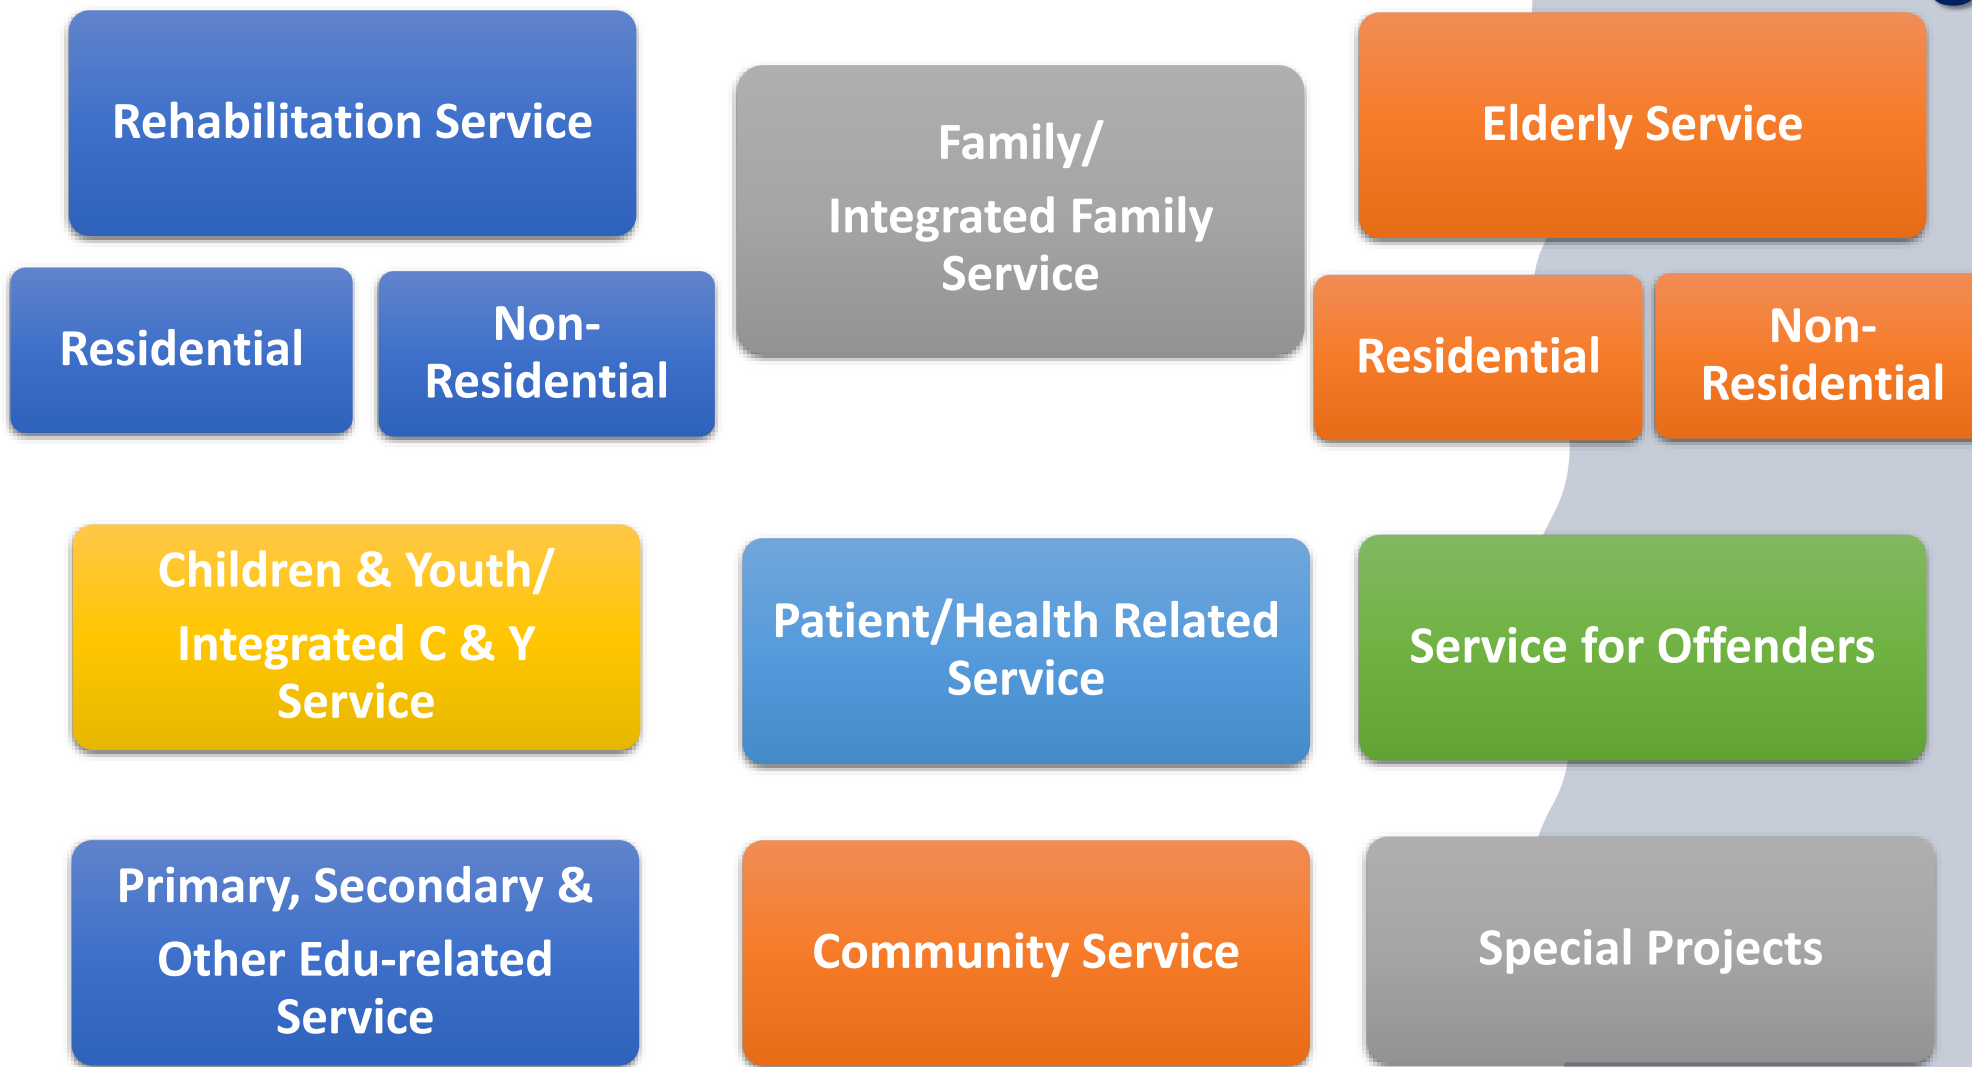 Rehabilitation Service
Residential
Non-
Residential
Family/
Integrated Family
Service
Elderly Service
Residential
Non-
Residential
Children & Youth/
Integrated C & Y
Service
Patient/Health Related
Service
Service for Offenders
Primary, Secondary &
Other Edu-related
Service
Community Service
Special Projects